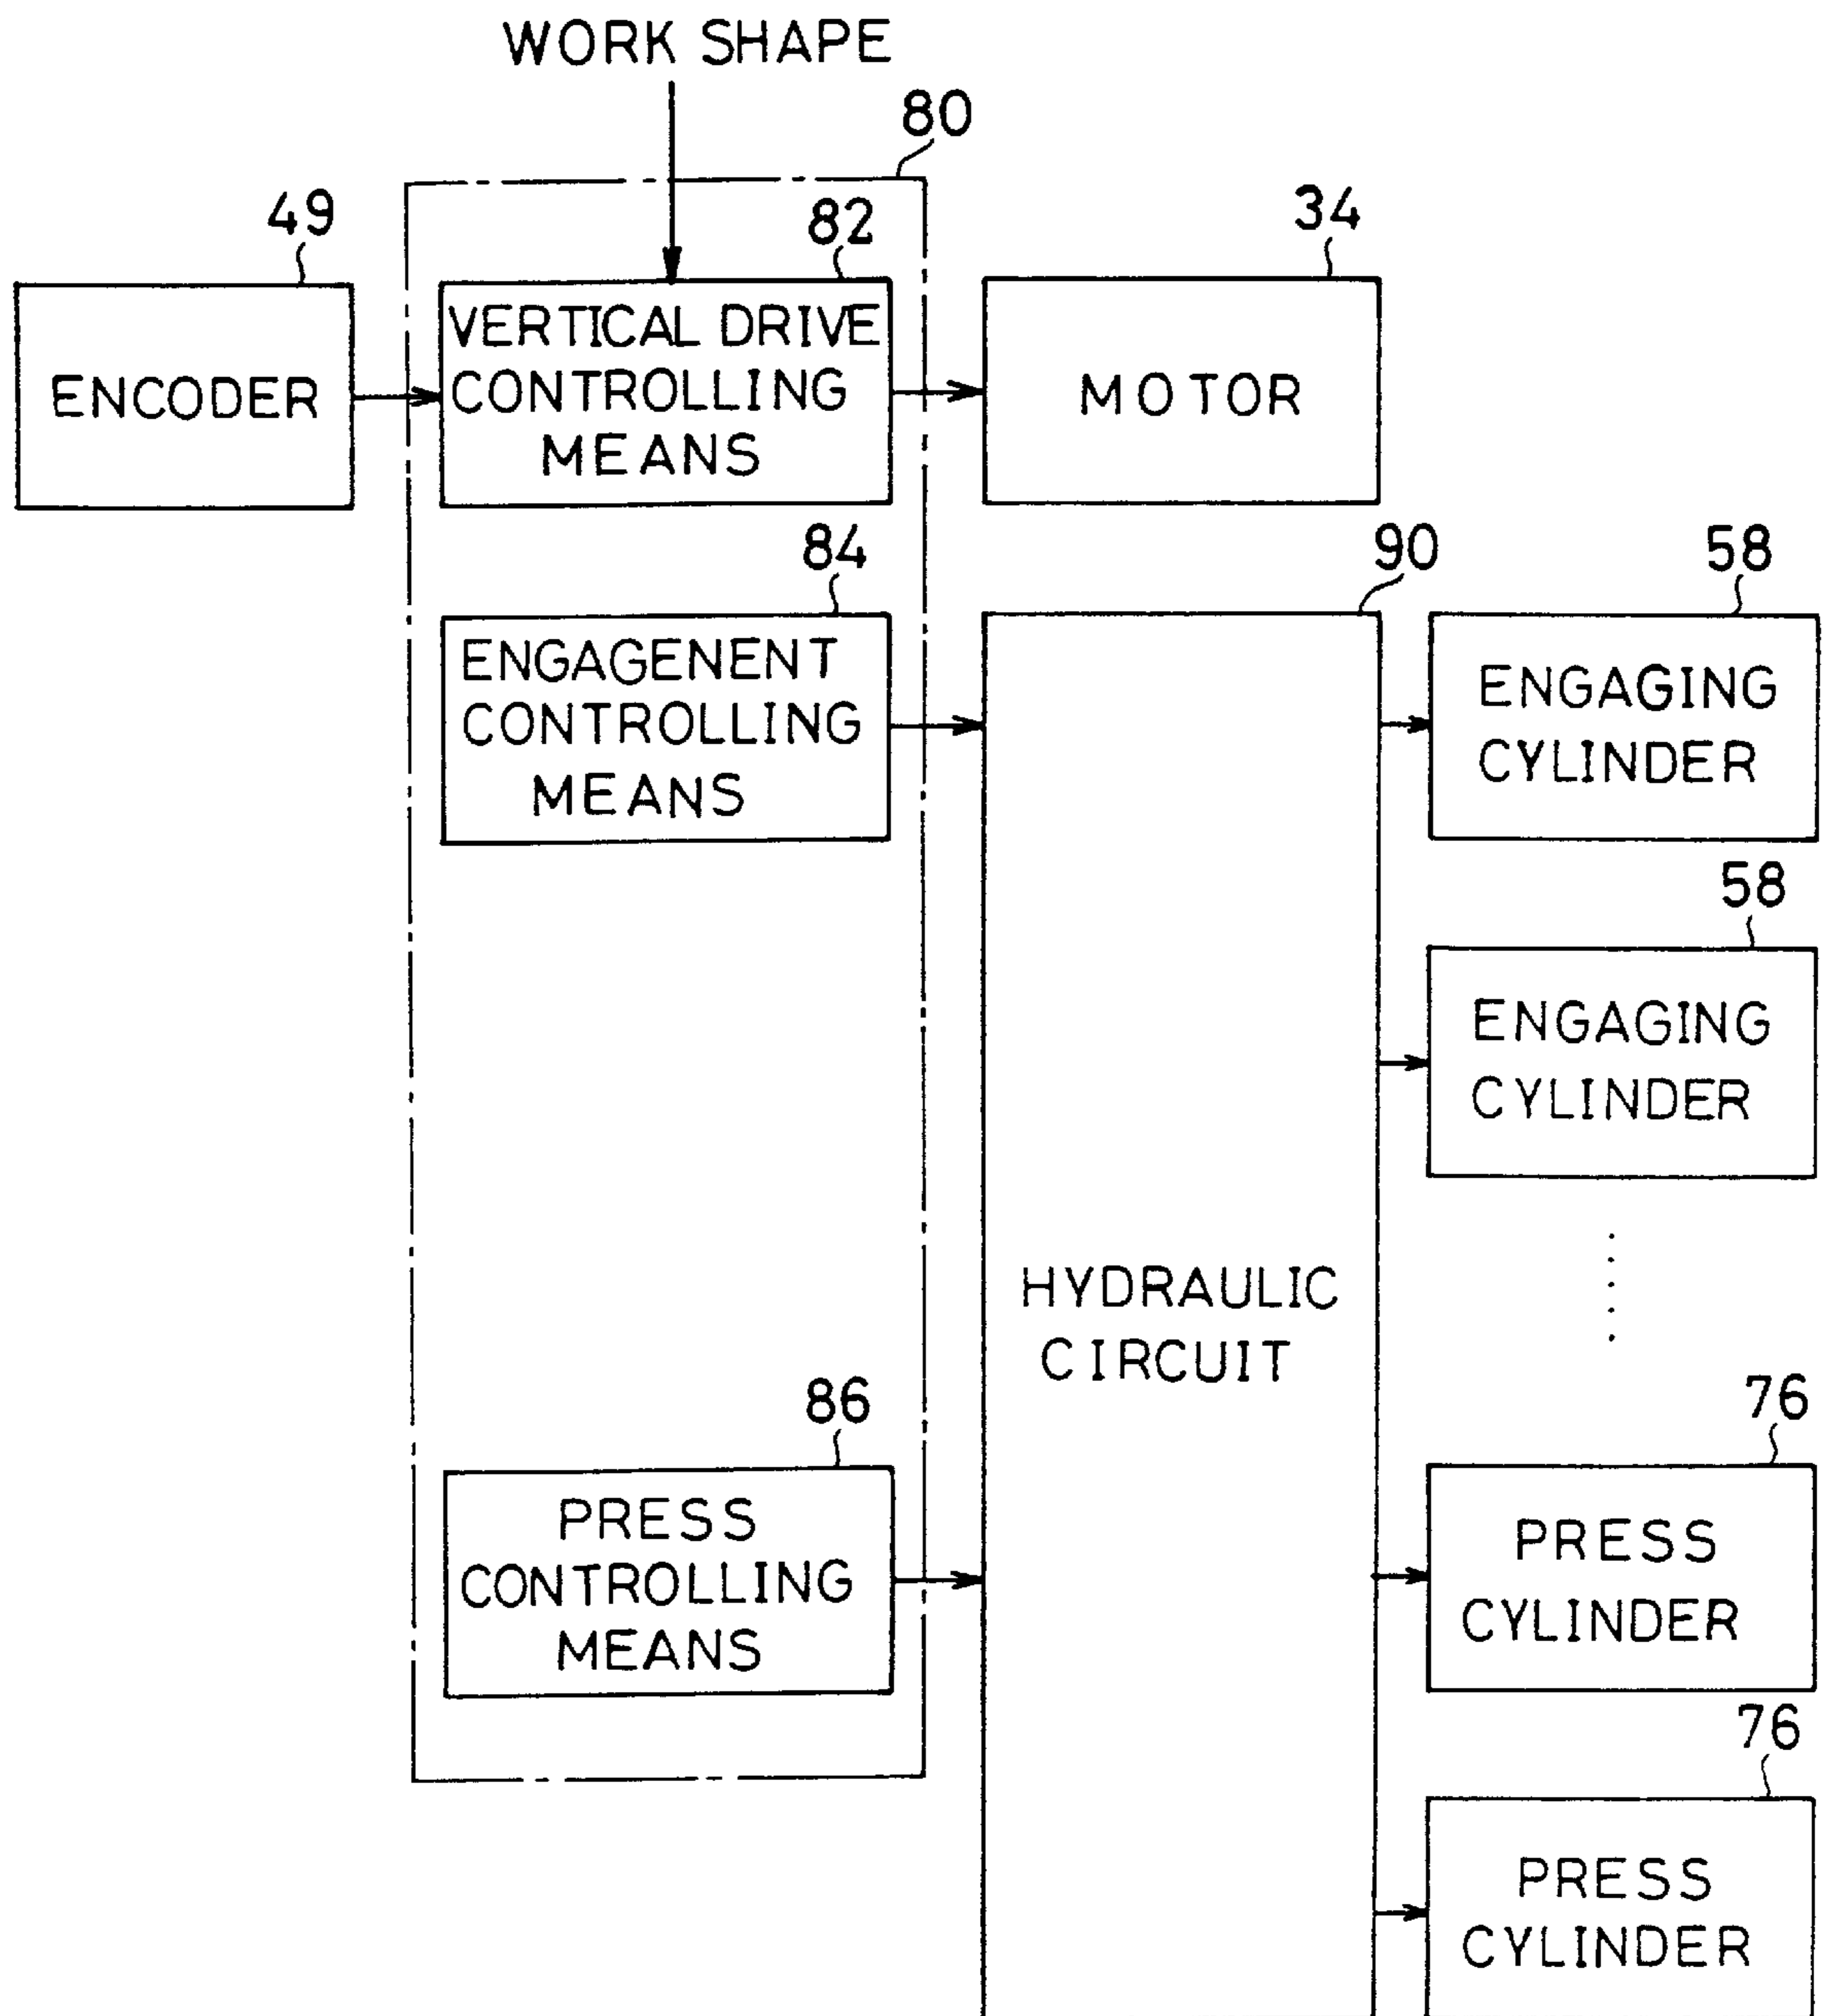 WORK SHAPE
80
49
82
34
ENCODER
VERTICAL DRIVE
CONTROLLING
MEANS
MOTOR
84
90
58
ENGAGENENT
CONTROLLING
MEANS
ENGAGING
CYLINDER
58
ENGAGING
CYLINDER
HYDRAULIC
CIRCUIT
86
76
PRESS
CONTROLLING
MEANS
PRESS
CYLINDER
76
PRESS
CYLINDER